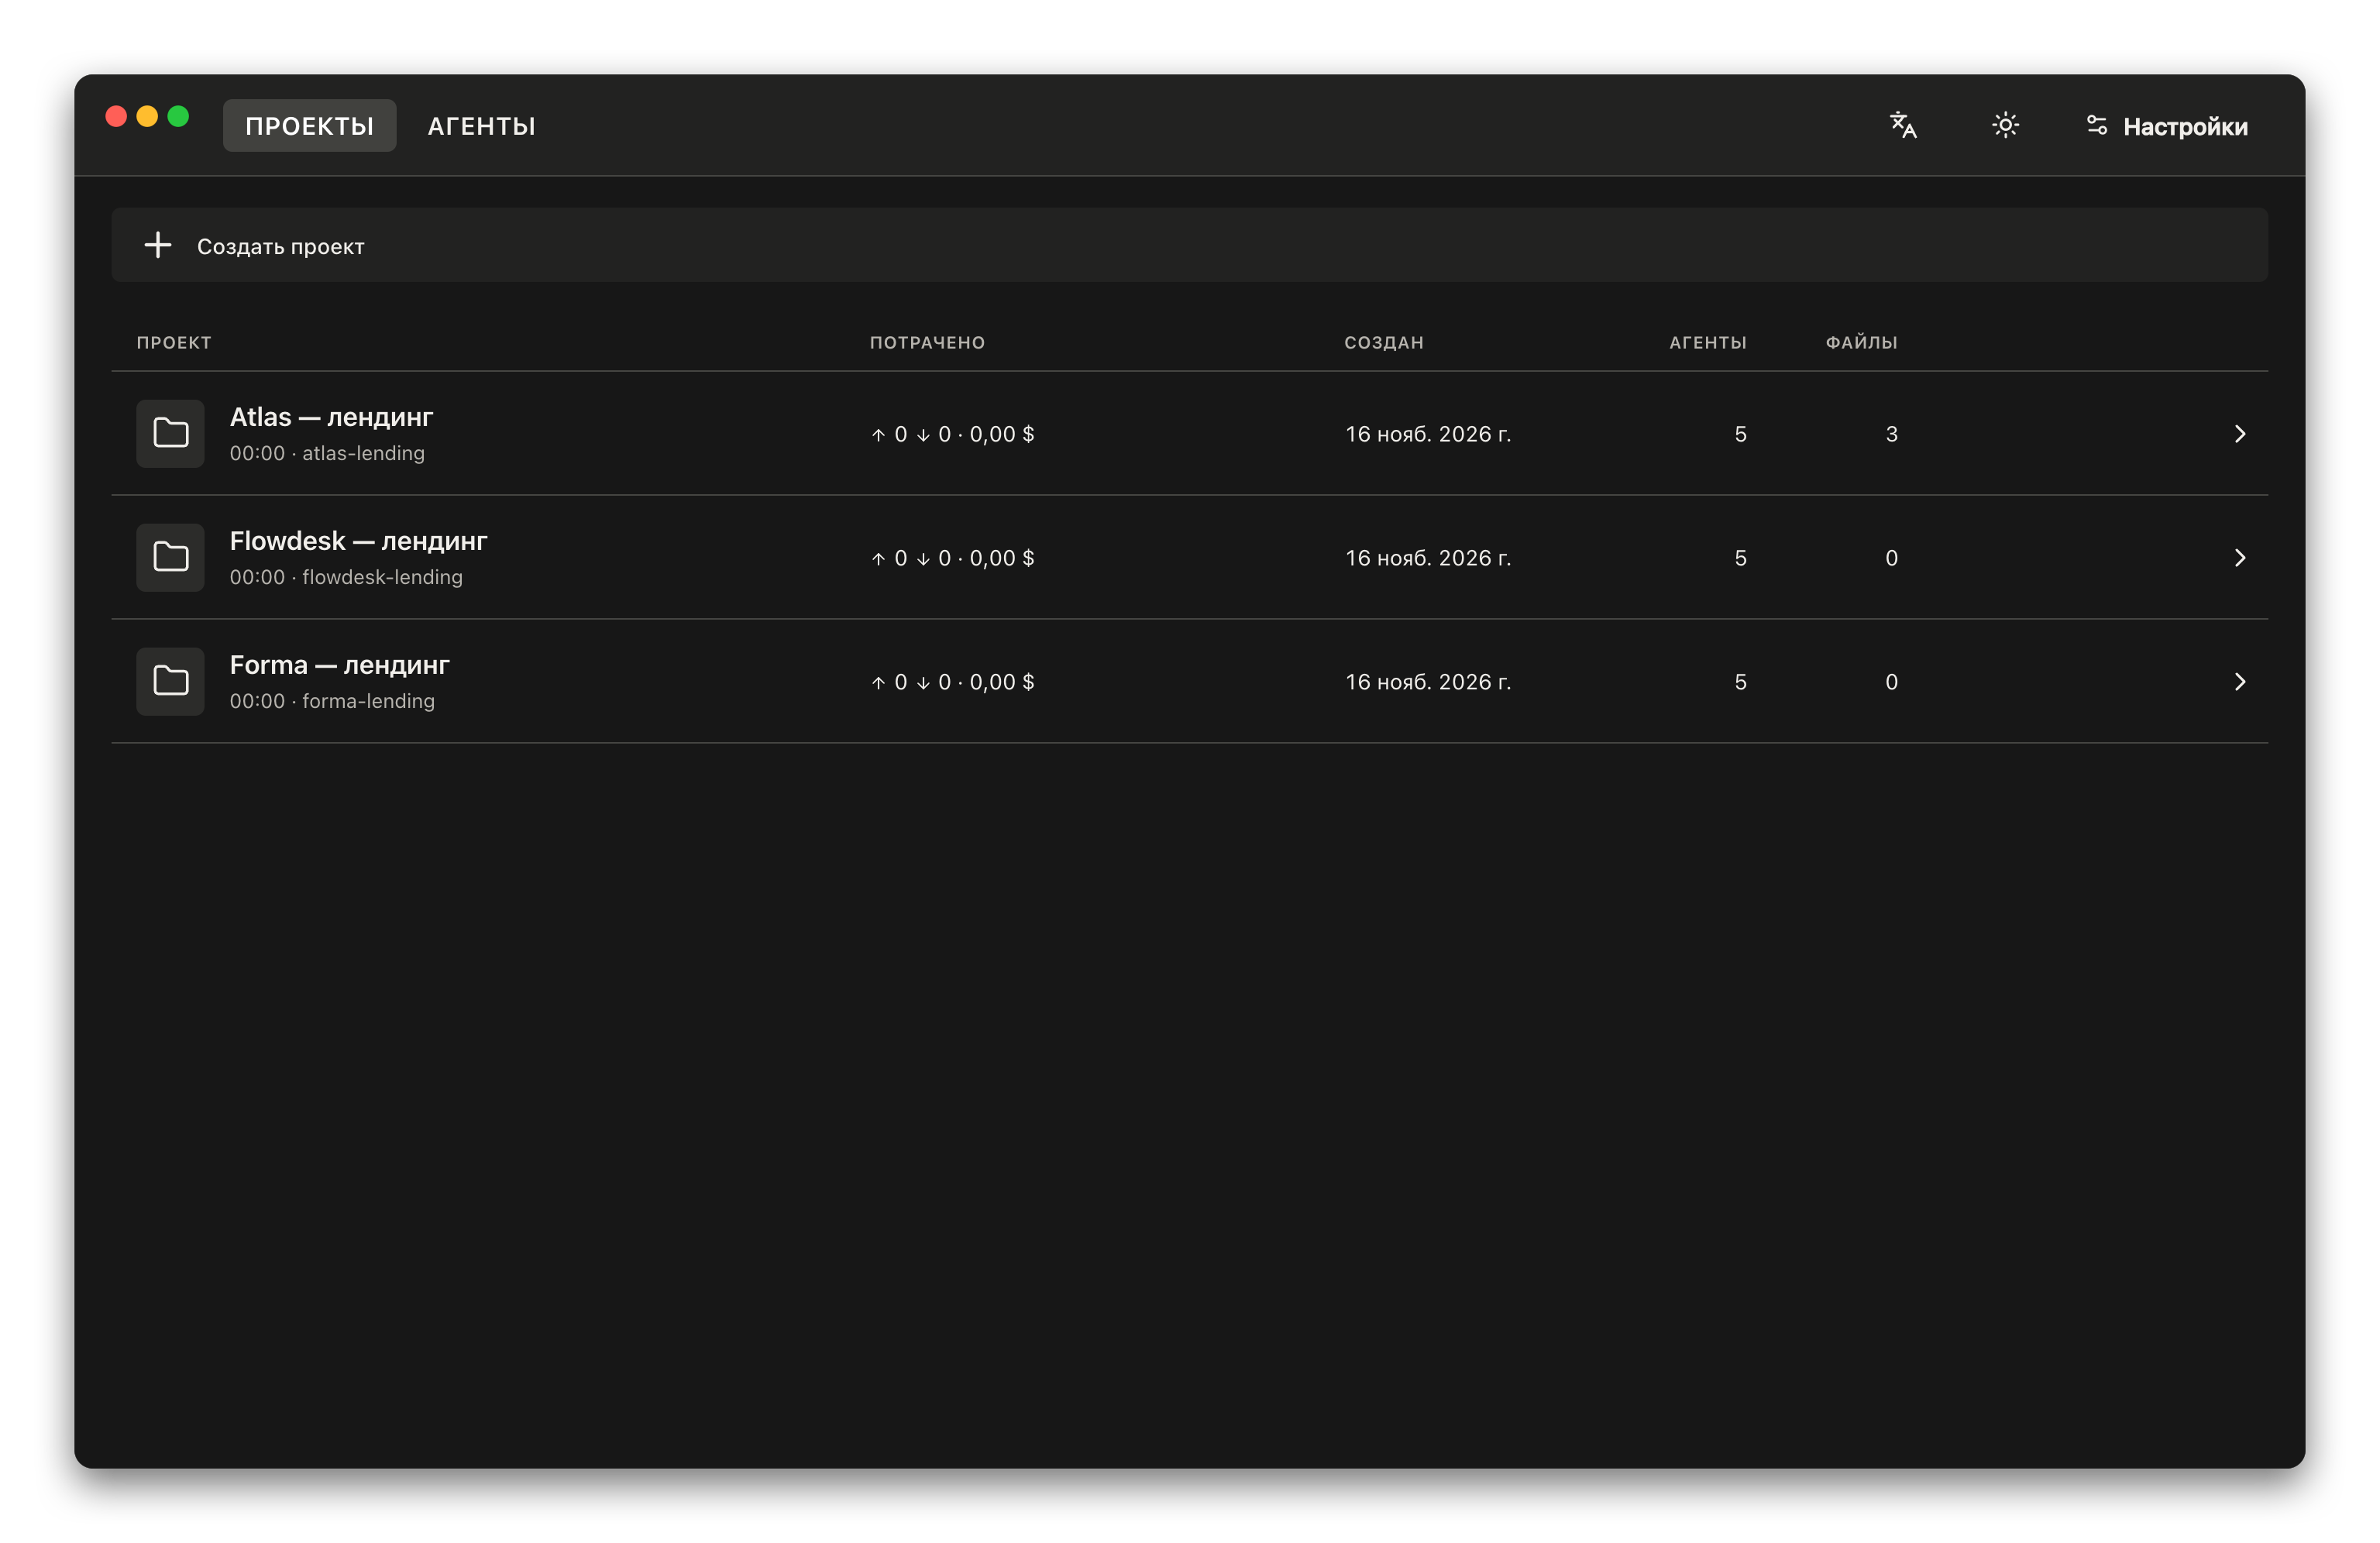 ПРОЕКТЫ АГЕНТЫ Настройки
Создать проект
ПРОЕКТ ПОТРАЧЕНО СОЗДАН АГЕНТЫ ФАЙЛЫ
Atlas — лендинг
00:00 · atlas-lending
↑ 0 ↓ 0 · 0,00 $ 16 нояб. 2026 г. 5 3
Flowdesk — лендинг
00:00 · flowdesk-lending
↑ 0 ↓ 0 · 0,00 $ 16 нояб. 2026 г. 5 0
Forma — лендинг
00:00 · forma-lending
↑ 0 ↓ 0 · 0,00 $ 16 нояб. 2026 г. 5 0